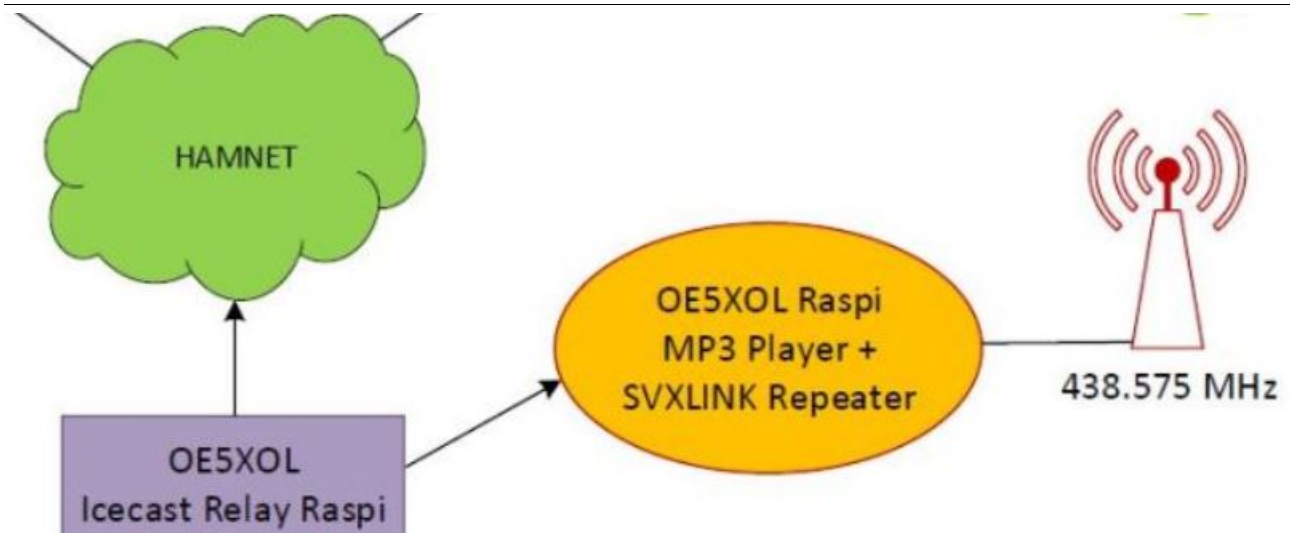 HAMNET
OE5XOL Raspi
MP3 Player +
SVXLINK Repeater
438.575 MHz
OE5XOL
Icecast Relay Raspi